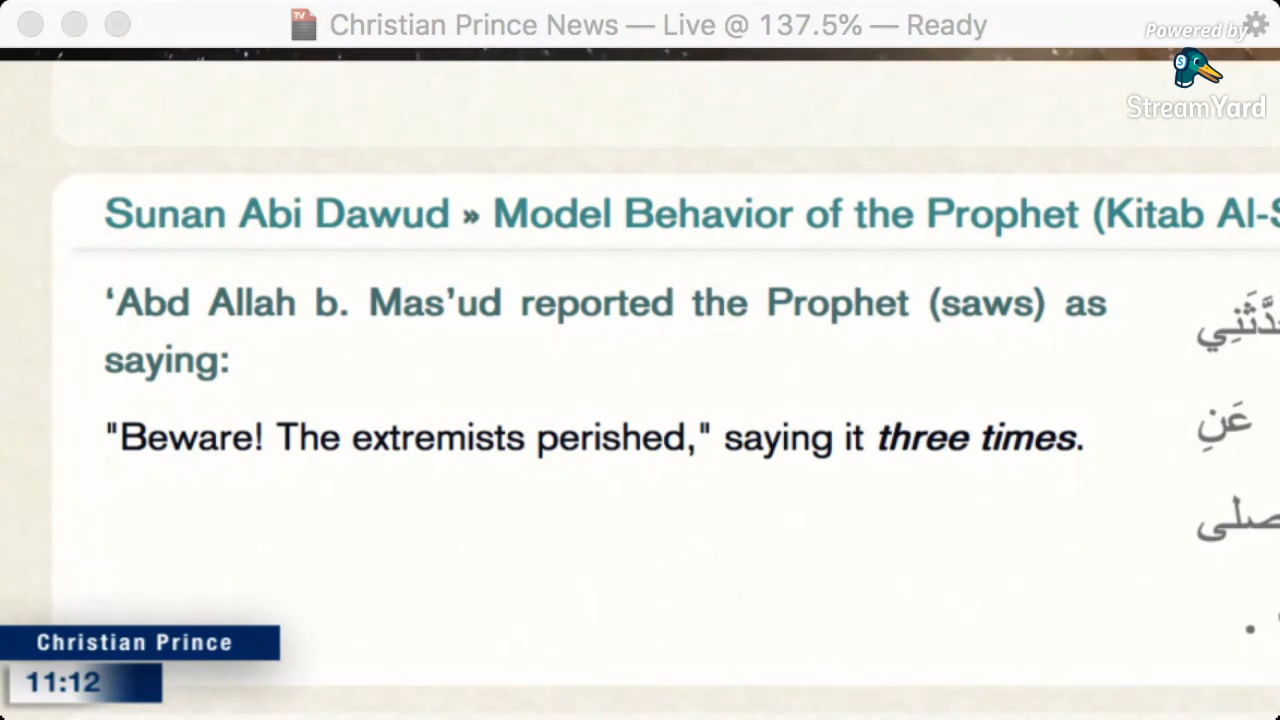 Christian Prince News — Live @ 137.5% — Ready
Powered by
StreamYard
Sunan Abi Dawud » Model Behavior of the Prophet (Kitab Al-S
‘Abd Allah b. Mas’ud reported the Prophet (saws) as
saying:
"Beware! The extremists perished," saying it three times.
عَنِ
صلى
Christian Prince
11:12